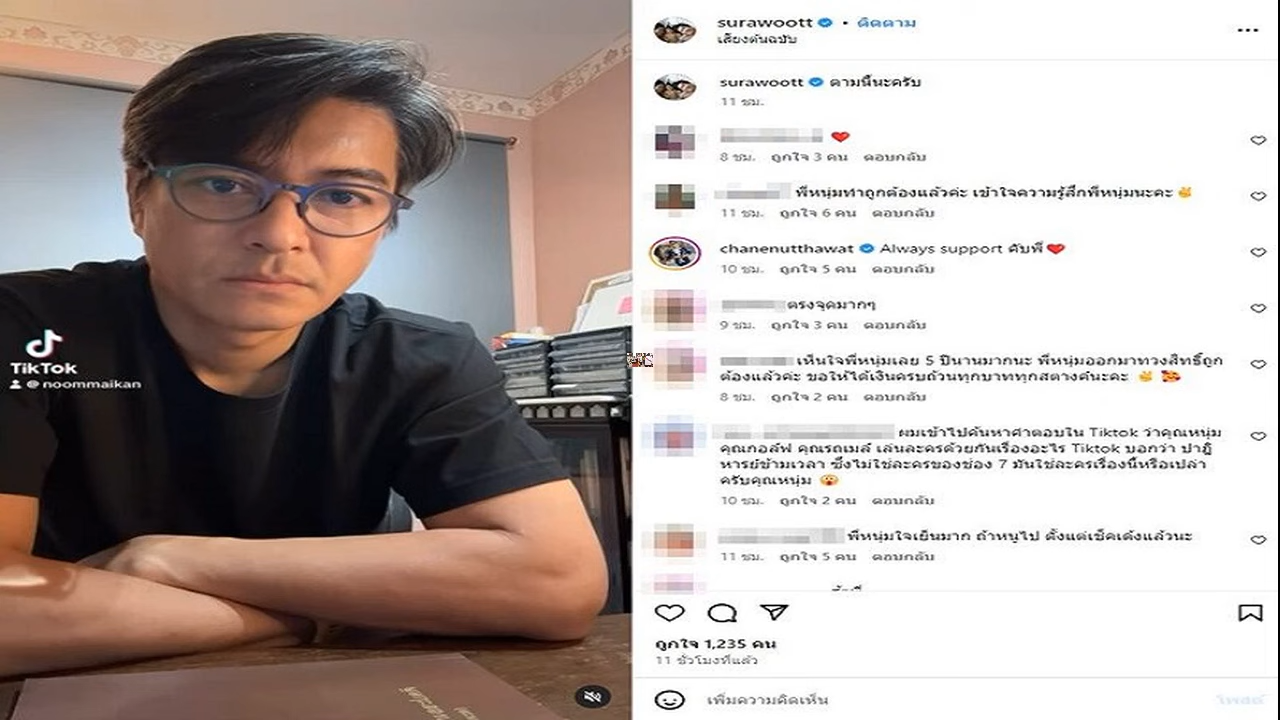 TikTok
@noommaikan
surawoott • ติดตาม
เสียงต้นฉบับ
surawoott ตามนี้นะครับ
11 ชม.
8 ชม. ถูกใจ 3 คน ตอบกลับ
พี่หนุ่มทำถูกต้องแล้วค่ะ เข้าใจความรู้สึกพี่หนุ่มนะคะ✌️
11 ชม. ถูกใจ 6 คน ตอบกลับ
chanenutthawat Always support คับพี่❤️
10 ชม. ถูกใจ 5 คน ตอบกลับ
ตรงจุดมากๆ
9 ชม. ถูกใจ 3 คน ตอบกลับ
เห็นใจพี่หนุ่มเลย 5 ปีนานมากนะ พี่หนุ่มออกมาทวงสิทธิ์ถูก
ต้องแล้วค่ะ ขอให้ได้เงินครบถ้วนทุกบาททุกสตางค์นะคะ ✌️ 🥰
8 ชม. ถูกใจ 2 คน ตอบกลับ
ผมเข้าไปค้นหาคำตอบใน Tiktok ว่าคุณหนุ่ม
คุณกอล์ฟ คุณรถเมล์ เล่นละครด้วยกันเรื่องอะไร Tiktok บอกว่า ปาฏิ
หารย์ข้ามเวลา ซึ่งไม่ใช่ละครของช่อง 7 มันใช่ละครเรื่องนี้หรือเปล่า
ครับคุณหนุ่ม 😲
10 ชม. ถูกใจ 2 คน ตอบกลับ
พี่หนุ่มใจเย็นมาก ถ้าหนูไป ตั้งแต่เช็คเด้งแล้วนะ
11 ชม. ถูกใจ 5 คน ตอบกลับ
ถูกใจ 1,235 คน
11 ชั่วโมงที่แล้ว
เพิ่มความคิดเห็น
โพสต์